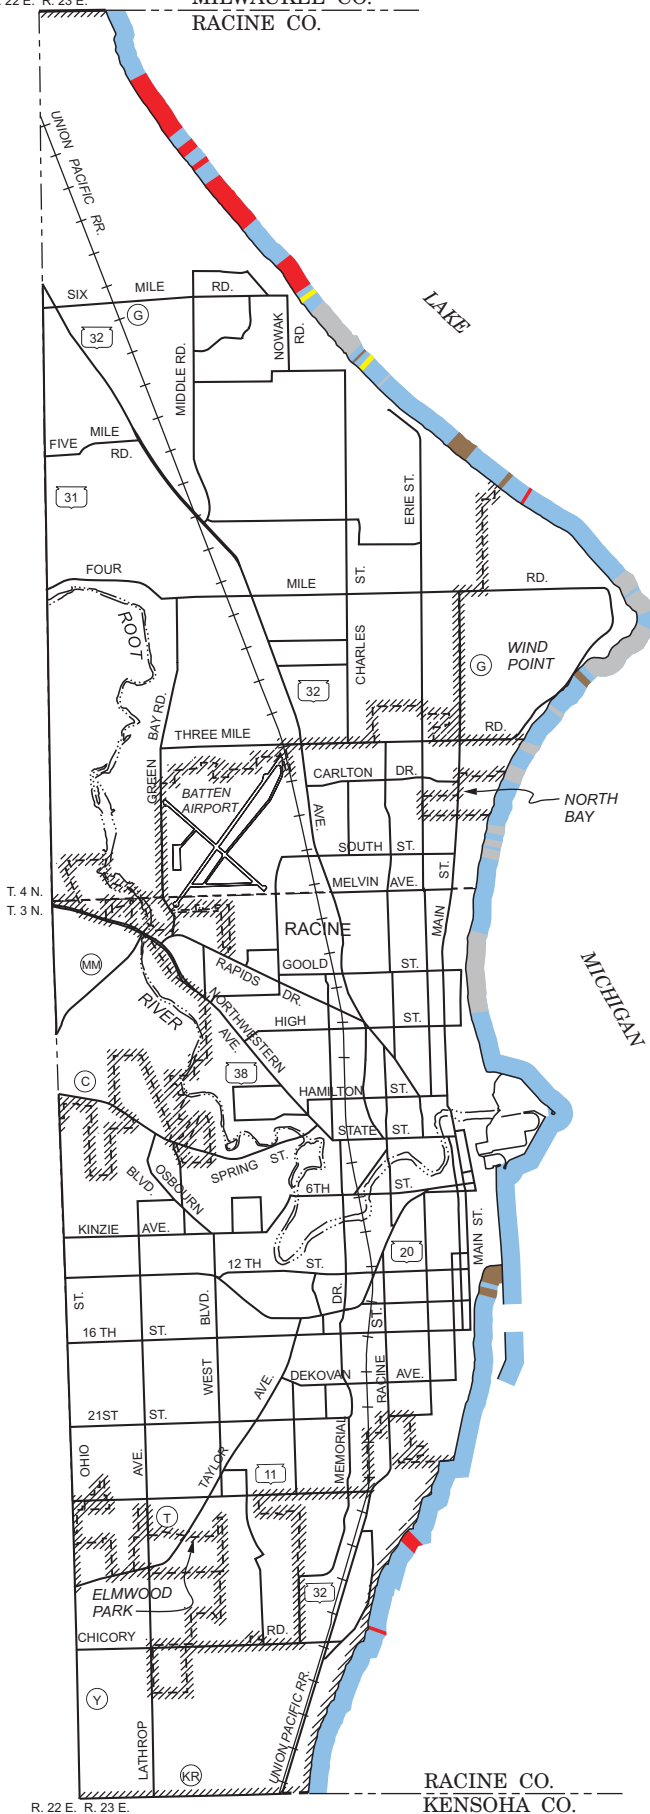 22 E. R. 23 E.
MILWAUKEE CO.
RACINE CO.
UNION PACIFIC RR.
LAKE
SIX MILE RD.
G
32
NOWAK RD.
MIDDLE RD.
FIVE MILE RD.
31
ERIE ST.
FOUR MILE RD.
ROOT
CHARLES ST.
WIND
POINT
G
32
BAY RD.
GREEN
THREE MILE RD.
CARLTON DR.
BATTEN
AIRPORT
AVE.
NORTH
BAY
SOUTH ST.
MELVIN AVE.
T. 4 N.
T. 3 N.
MAIN ST.
RACINE
MM
RAPIDS DR.
GOOLD ST.
MICHIGAN
RIVER
NORTHWESTERN AVE.
HIGH ST.
C
38
HAMILTON ST.
STATE ST.
SPRING ST.
OSBOURN BLVD.
6TH ST.
KINZIE AVE.
MAIN ST.
20
12 TH ST.
ST.
BLVD.
DR.
16 TH ST.
ST.
WEST
DEKOVAN AVE.
AVE.
RACINE
21ST ST.
OHIO
AVE.
TAYLOR
MEMORIAL
11
T
ELMWOOD
PARK
32
CHICORY RD.
Y
LATHROP
KR
UNION PACIFIC RR.
RACINE CO.
KENSOHA CO.
R. 22 E. R. 23 E.